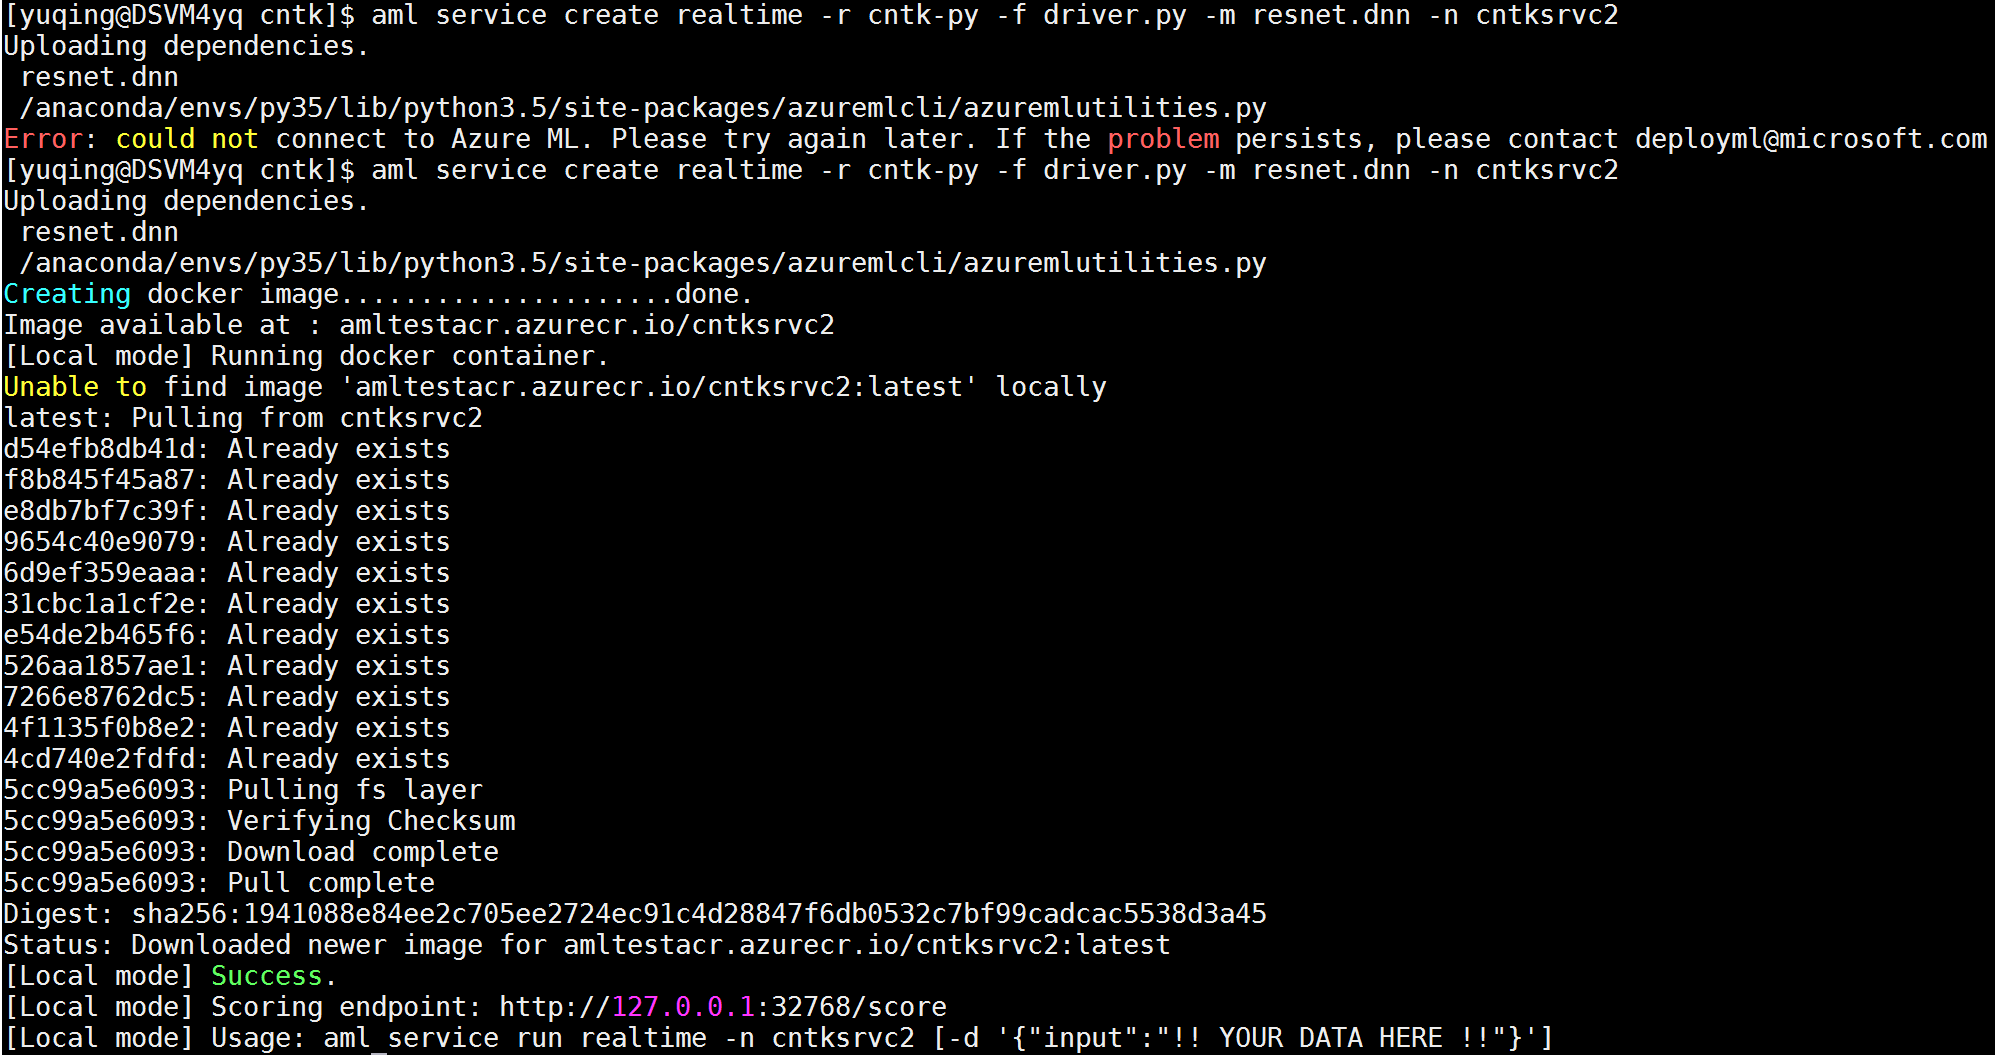 [yuqing@DSVM4yq cntk]$ aml service create realtime -r cntk-py -f driver.py -m resnet.dnn -n cntksrvc2
Uploading dependencies.
 resnet.dnn
 /anaconda/envs/py35/lib/python3.5/site-packages/azuremlcli/azuremlutilities.py
Error: could not connect to Azure ML. Please try again later. If the problem persists, please contact deployml@microsoft.com
[yuqing@DSVM4yq cntk]$ aml service create realtime -r cntk-py -f driver.py -m resnet.dnn -n cntksrvc2
Uploading dependencies.
 resnet.dnn
 /anaconda/envs/py35/lib/python3.5/site-packages/azuremlcli/azuremlutilities.py
Creating docker image.....................done.
Image available at : amltestacr.azurecr.io/cntksrvc2
[Local mode] Running docker container.
Unable to find image 'amltestacr.azurecr.io/cntksrvc2:latest' locally
latest: Pulling from cntksrvc2
d54efb8db41d: Already exists
f8b845f45a87: Already exists
e8db7bf7c39f: Already exists
9654c40e9079: Already exists
6d9ef359eaaa: Already exists
31cbc1a1cf2e: Already exists
e54de2b465f6: Already exists
526aa1857ae1: Already exists
7266e8762dc5: Already exists
4f1135f0b8e2: Already exists
4cd740e2fdfd: Already exists
5cc99a5e6093: Pulling fs layer
5cc99a5e6093: Verifying Checksum
5cc99a5e6093: Download complete
5cc99a5e6093: Pull complete
Digest: sha256:1941088e84ee2c705ee2724ec91c4d28847f6db0532c7bf99cadcac5538d3a45
Status: Downloaded newer image for amltestacr.azurecr.io/cntksrvc2:latest
[Local mode] Success.
[Local mode] Scoring endpoint: http://127.0.0.1:32768/score
[Local mode] Usage: aml service run realtime -n cntksrvc2 [-d '{"input":"!! YOUR DATA HERE !!"}']